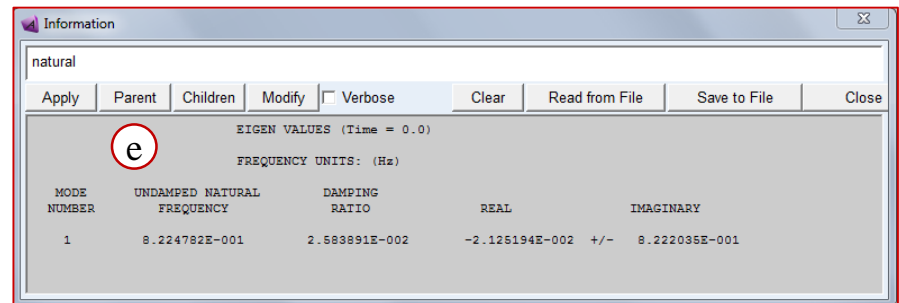 Information
natural
Apply Parent Children Modify Verbose Clear Read from File Save to File Close
EIGEN VALUES (Time = 0.0)
e
FREQUENCY UNITS: (Hz)
MODE UNDAMPED NATURAL DAMPING
NUMBER FREQUENCY RATIO REAL IMAGINARY
1 8.224782E-001 2.583891E-002 -2.125194E-002 +/- 8.222035E-001